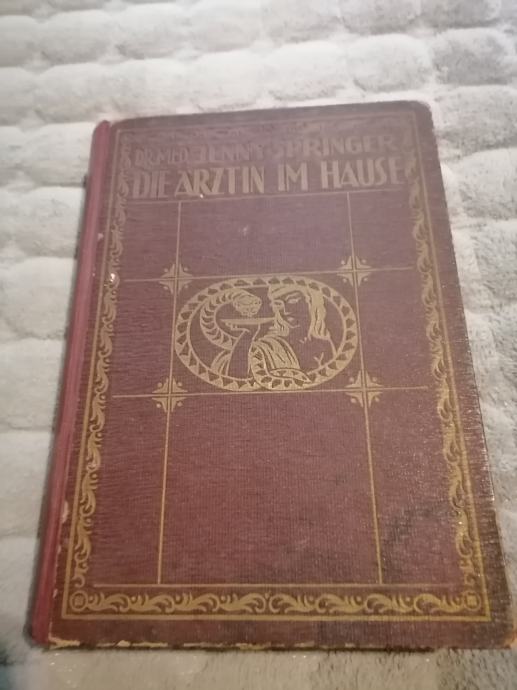 DR.MED. JENNY SPRINGER
DIE ÄRZTIN IM HAUSE